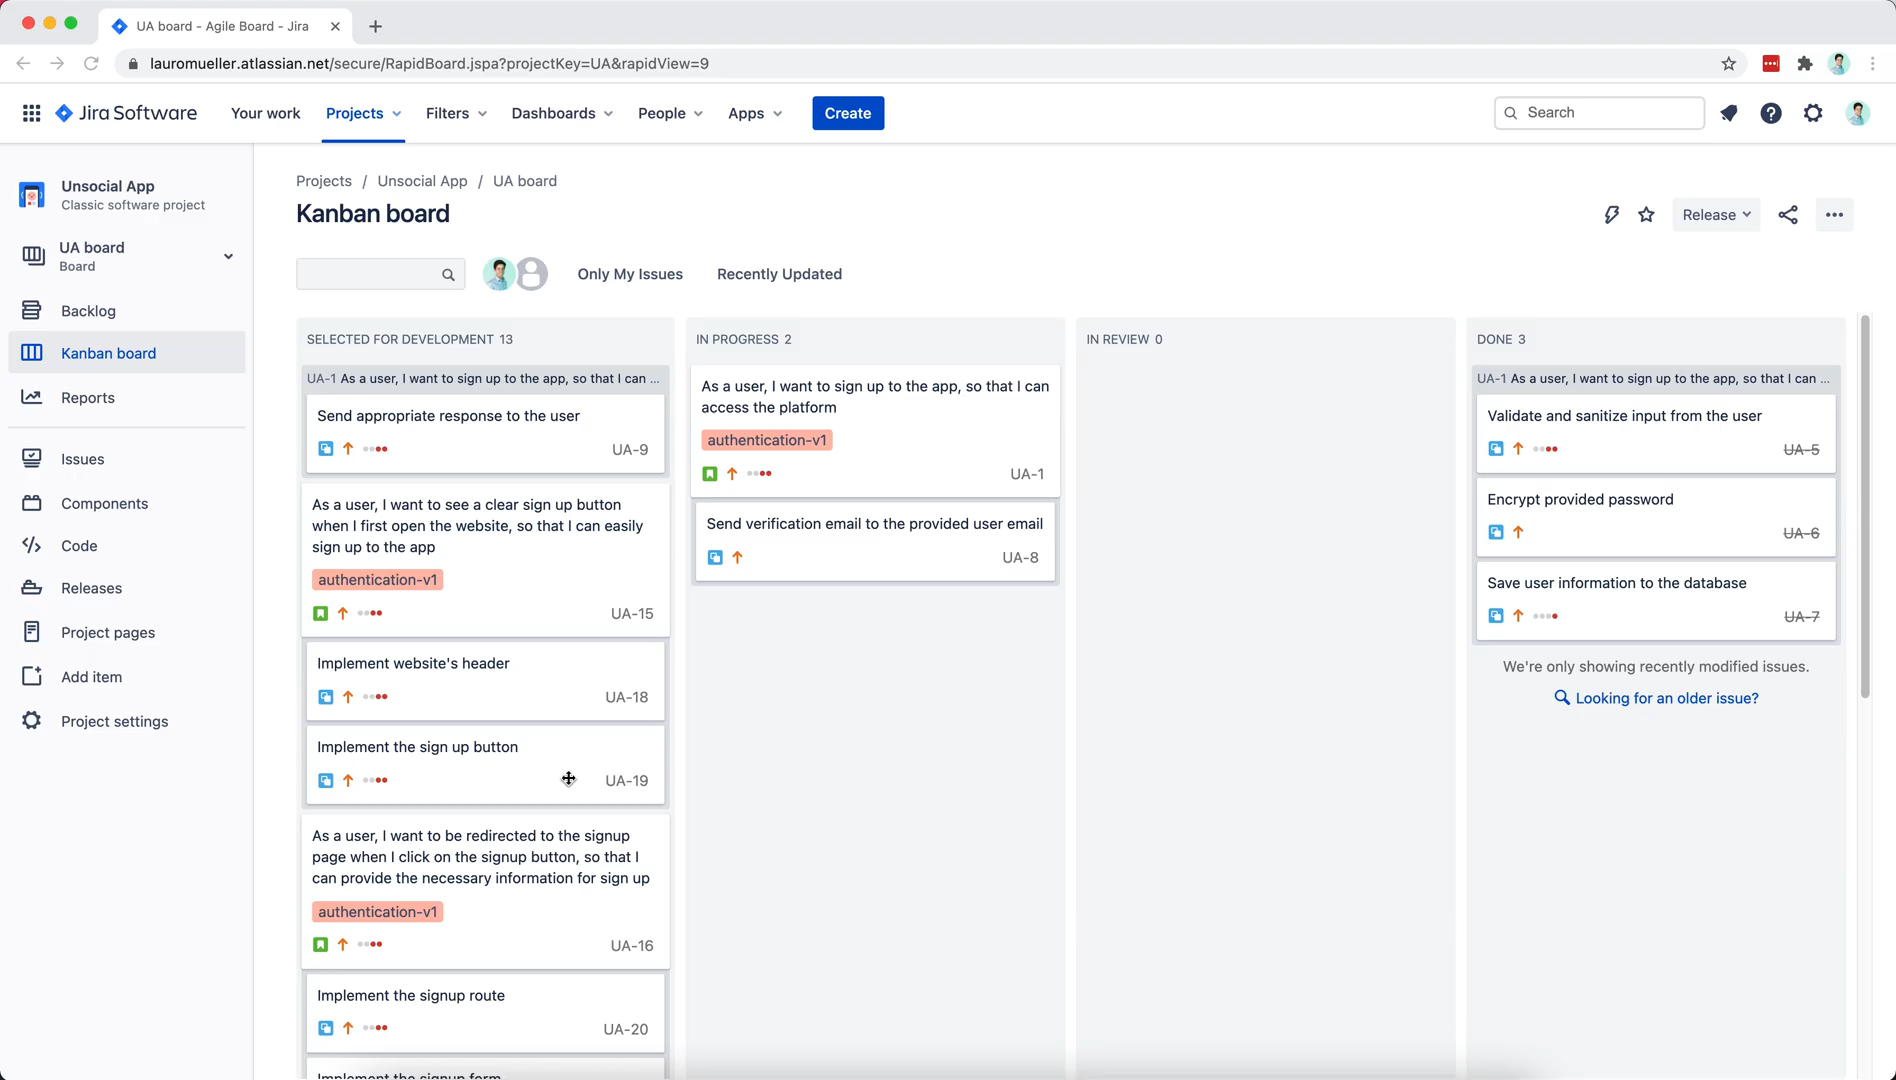 UA board - Agile Board - Jira
lauromueller.atlassian.net/secure/RapidBoard.jspa?projectKey=UA&rapidView=9
Jira Software
Your work
Projects
Filters
Dashboards
People
Apps
Create
Search
Unsocial App
Classic software project
UA board
Board
Backlog
Kanban board
Reports
Issues
Components
Code
Releases
Project pages
Add item
Project settings
Projects / Unsocial App / UA board
Kanban board
Release
Only My Issues
Recently Updated
SELECTED FOR DEVELOPMENT 13
UA-1 As a user, I want to sign up to the app, so that I can ...
Send appropriate response to the user
UA-9
As a user, I want to see a clear sign up button
when I first open the website, so that I can easily
sign up to the app
authentication-v1
UA-15
Implement website's header
UA-18
Implement the sign up button
UA-19
As a user, I want to be redirected to the signup
page when I click on the signup button, so that I
can provide the necessary information for sign up
authentication-v1
UA-16
Implement the signup route
UA-20
Implement the signup form
IN PROGRESS 2
As a user, I want to sign up to the app, so that I can
access the platform
authentication-v1
UA-1
Send verification email to the provided user email
UA-8
IN REVIEW 0
DONE 3
UA-1 As a user, I want to sign up to the app, so that I can ...
Validate and sanitize input from the user
UA-5
Encrypt provided password
UA-6
Save user information to the database
UA-7
We're only showing recently modified issues.
Looking for an older issue?